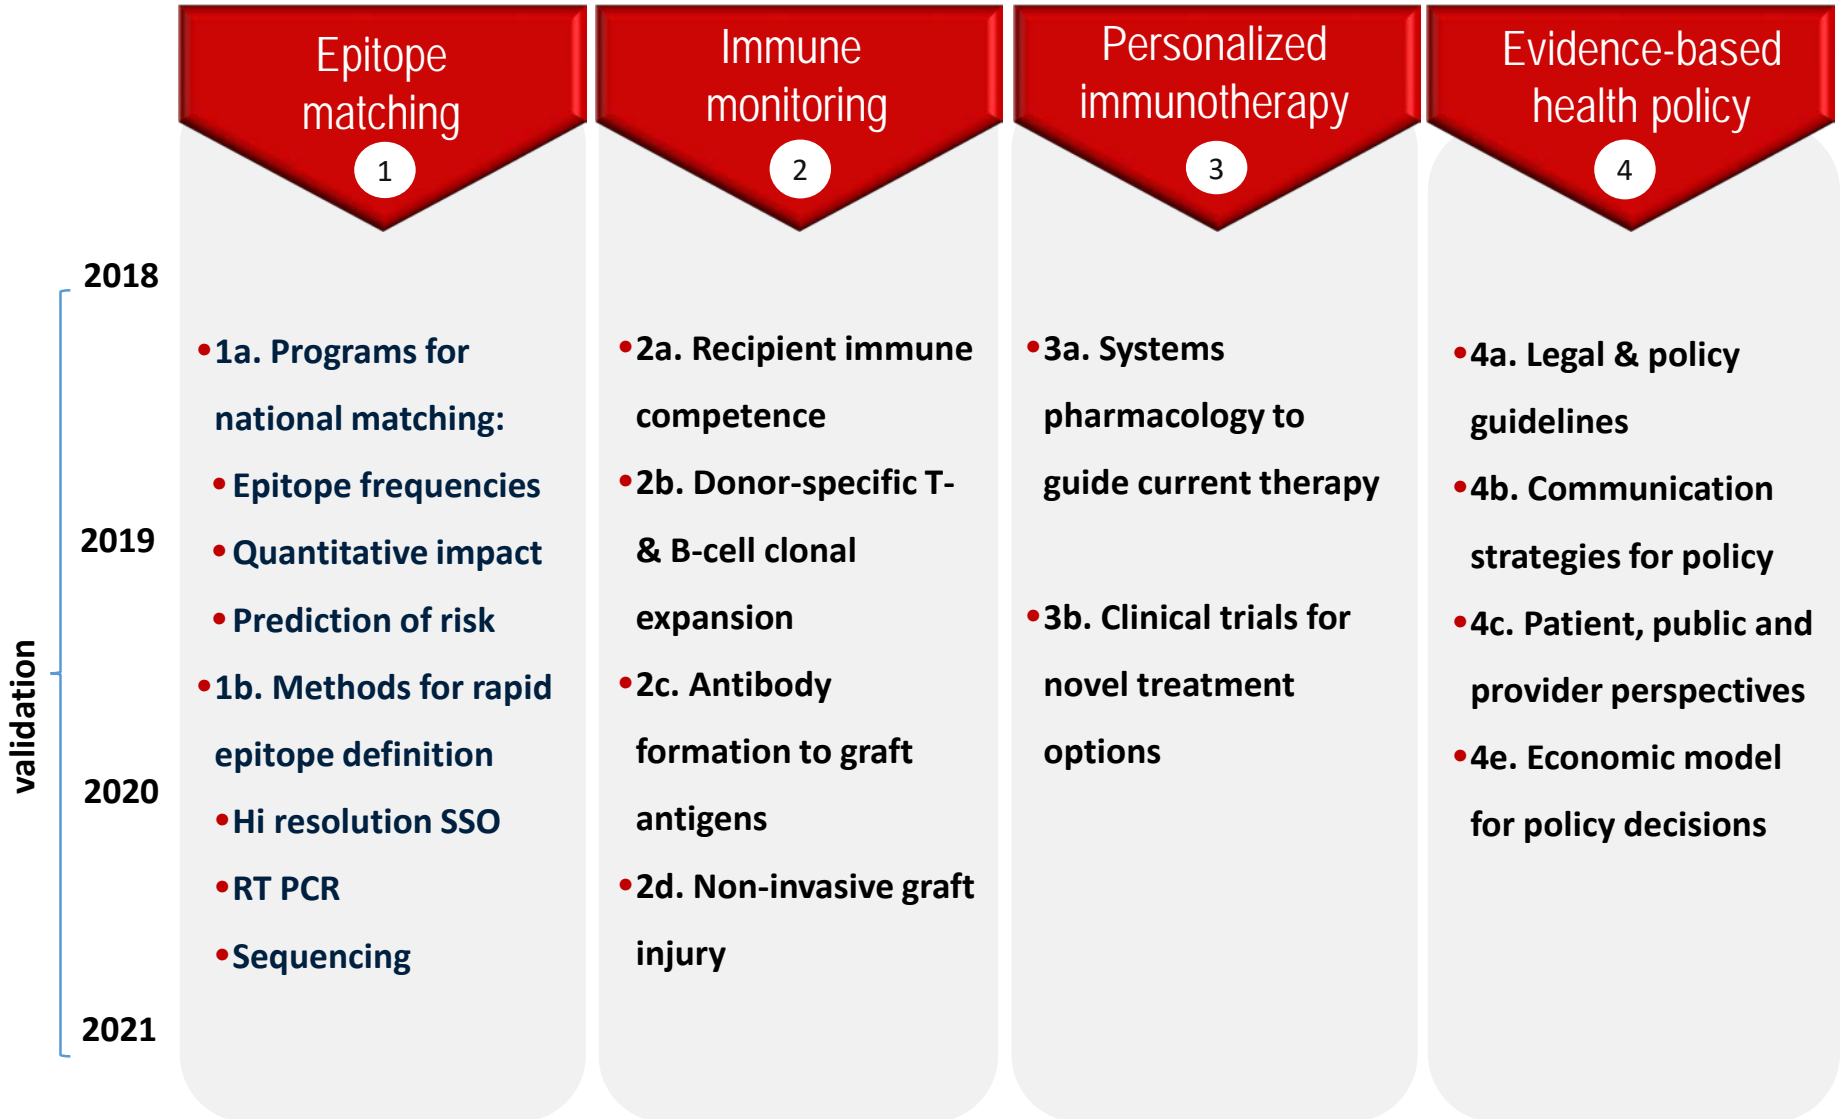 Epitope
matching
1
Immune
monitoring
2
Personalized
immunotherapy
3
Evidence-based
health policy
4
validation
2018
2019
2020
2021
•1a. Programs for
national matching:
•Epitope frequencies
•Quantitative impact
•Prediction of risk
•1b. Methods for rapid
epitope definition
•Hi resolution SSO
•RT PCR
•Sequencing
•2a. Recipient immune
competence
•2b. Donor-specific T-
& B-cell clonal
expansion
•2c. Antibody
formation to graft
antigens
•2d. Non-invasive graft
injury
•3a. Systems
pharmacology to
guide current therapy
•3b. Clinical trials for
novel treatment
options
•4a. Legal & policy
guidelines
•4b. Communication
strategies for policy
•4c. Patient, public and
provider perspectives
•4e. Economic model
for policy decisions